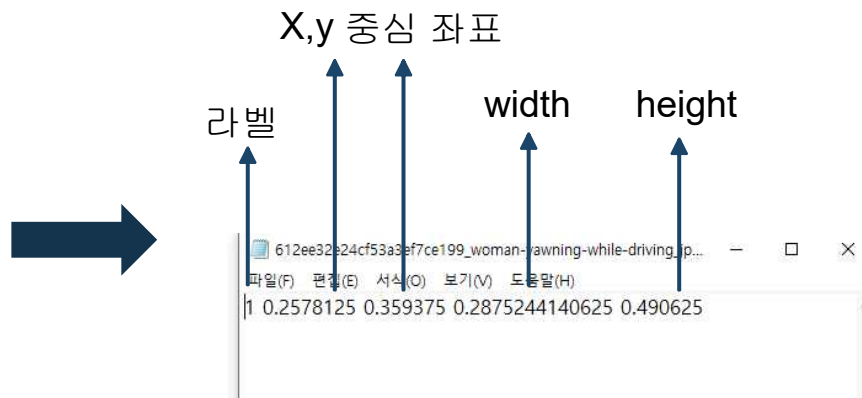 X,y 중심 좌표
라벨
width
height
612ee32e24cf53a3ef7ce199_woman-yawning-while-driving_jp...
파일(F) 편집(E) 서식(O) 보기(V) 도움말(H)
1 0.2578125 0.359375 0.2875244140625 0.490625